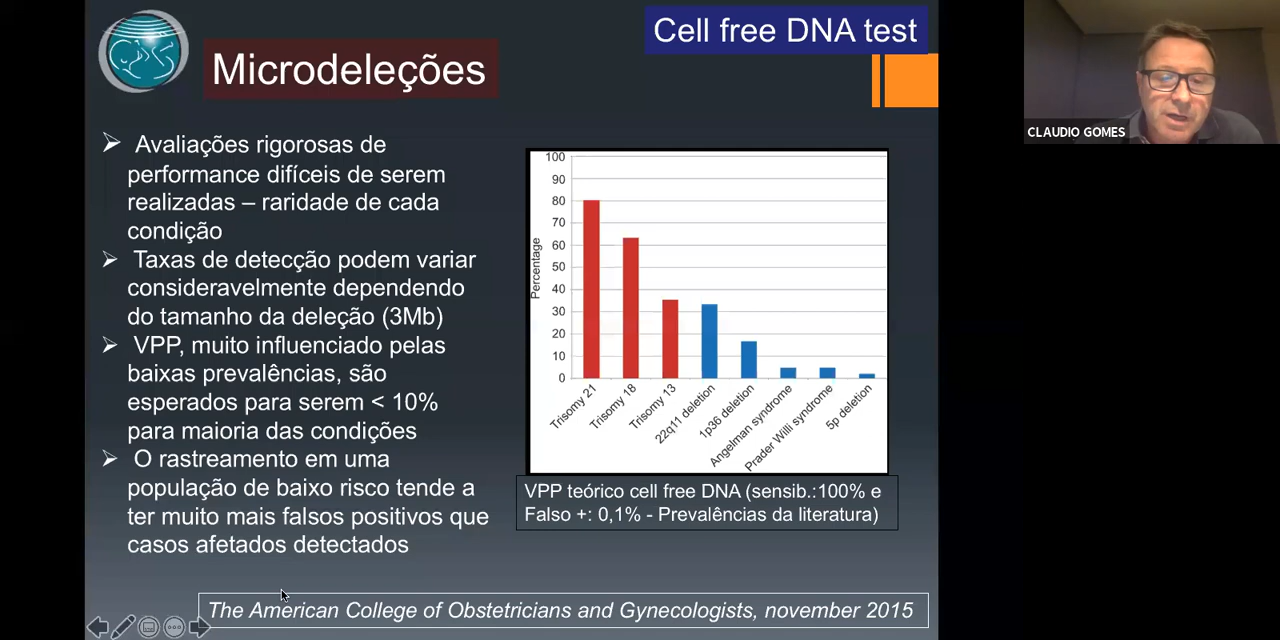 Cell free DNA test
Microdeleções
CLAUDIO GOMES
Avaliações rigorosas de
performance difíceis de serem
realizadas – raridade de cada
condição
Taxas de detecção podem variar
consideravelmente dependendo
do tamanho da deleção (3Mb)
VPP, muito influenciado pelas
baixas prevalências, são
esperados para serem < 10%
para maioria das condições
O rastreamento em uma
população de baixo risco tende a
ter muito mais falsos positivos que
casos afetados detectados
Percentage
100
90
80
70
60
50
40
30
20
10
0
Trisomy 21
Trisomy 18
Trisomy 13
22q11 deletion
1p36 deletion
Angelman syndrome
Prader Willi syndrome
5p deletion
VPP teórico cell free DNA (sensib.:100% e
Falso +: 0,1% - Prevalências da literatura)
The American College of Obstetricians and Gynecologists, november 2015